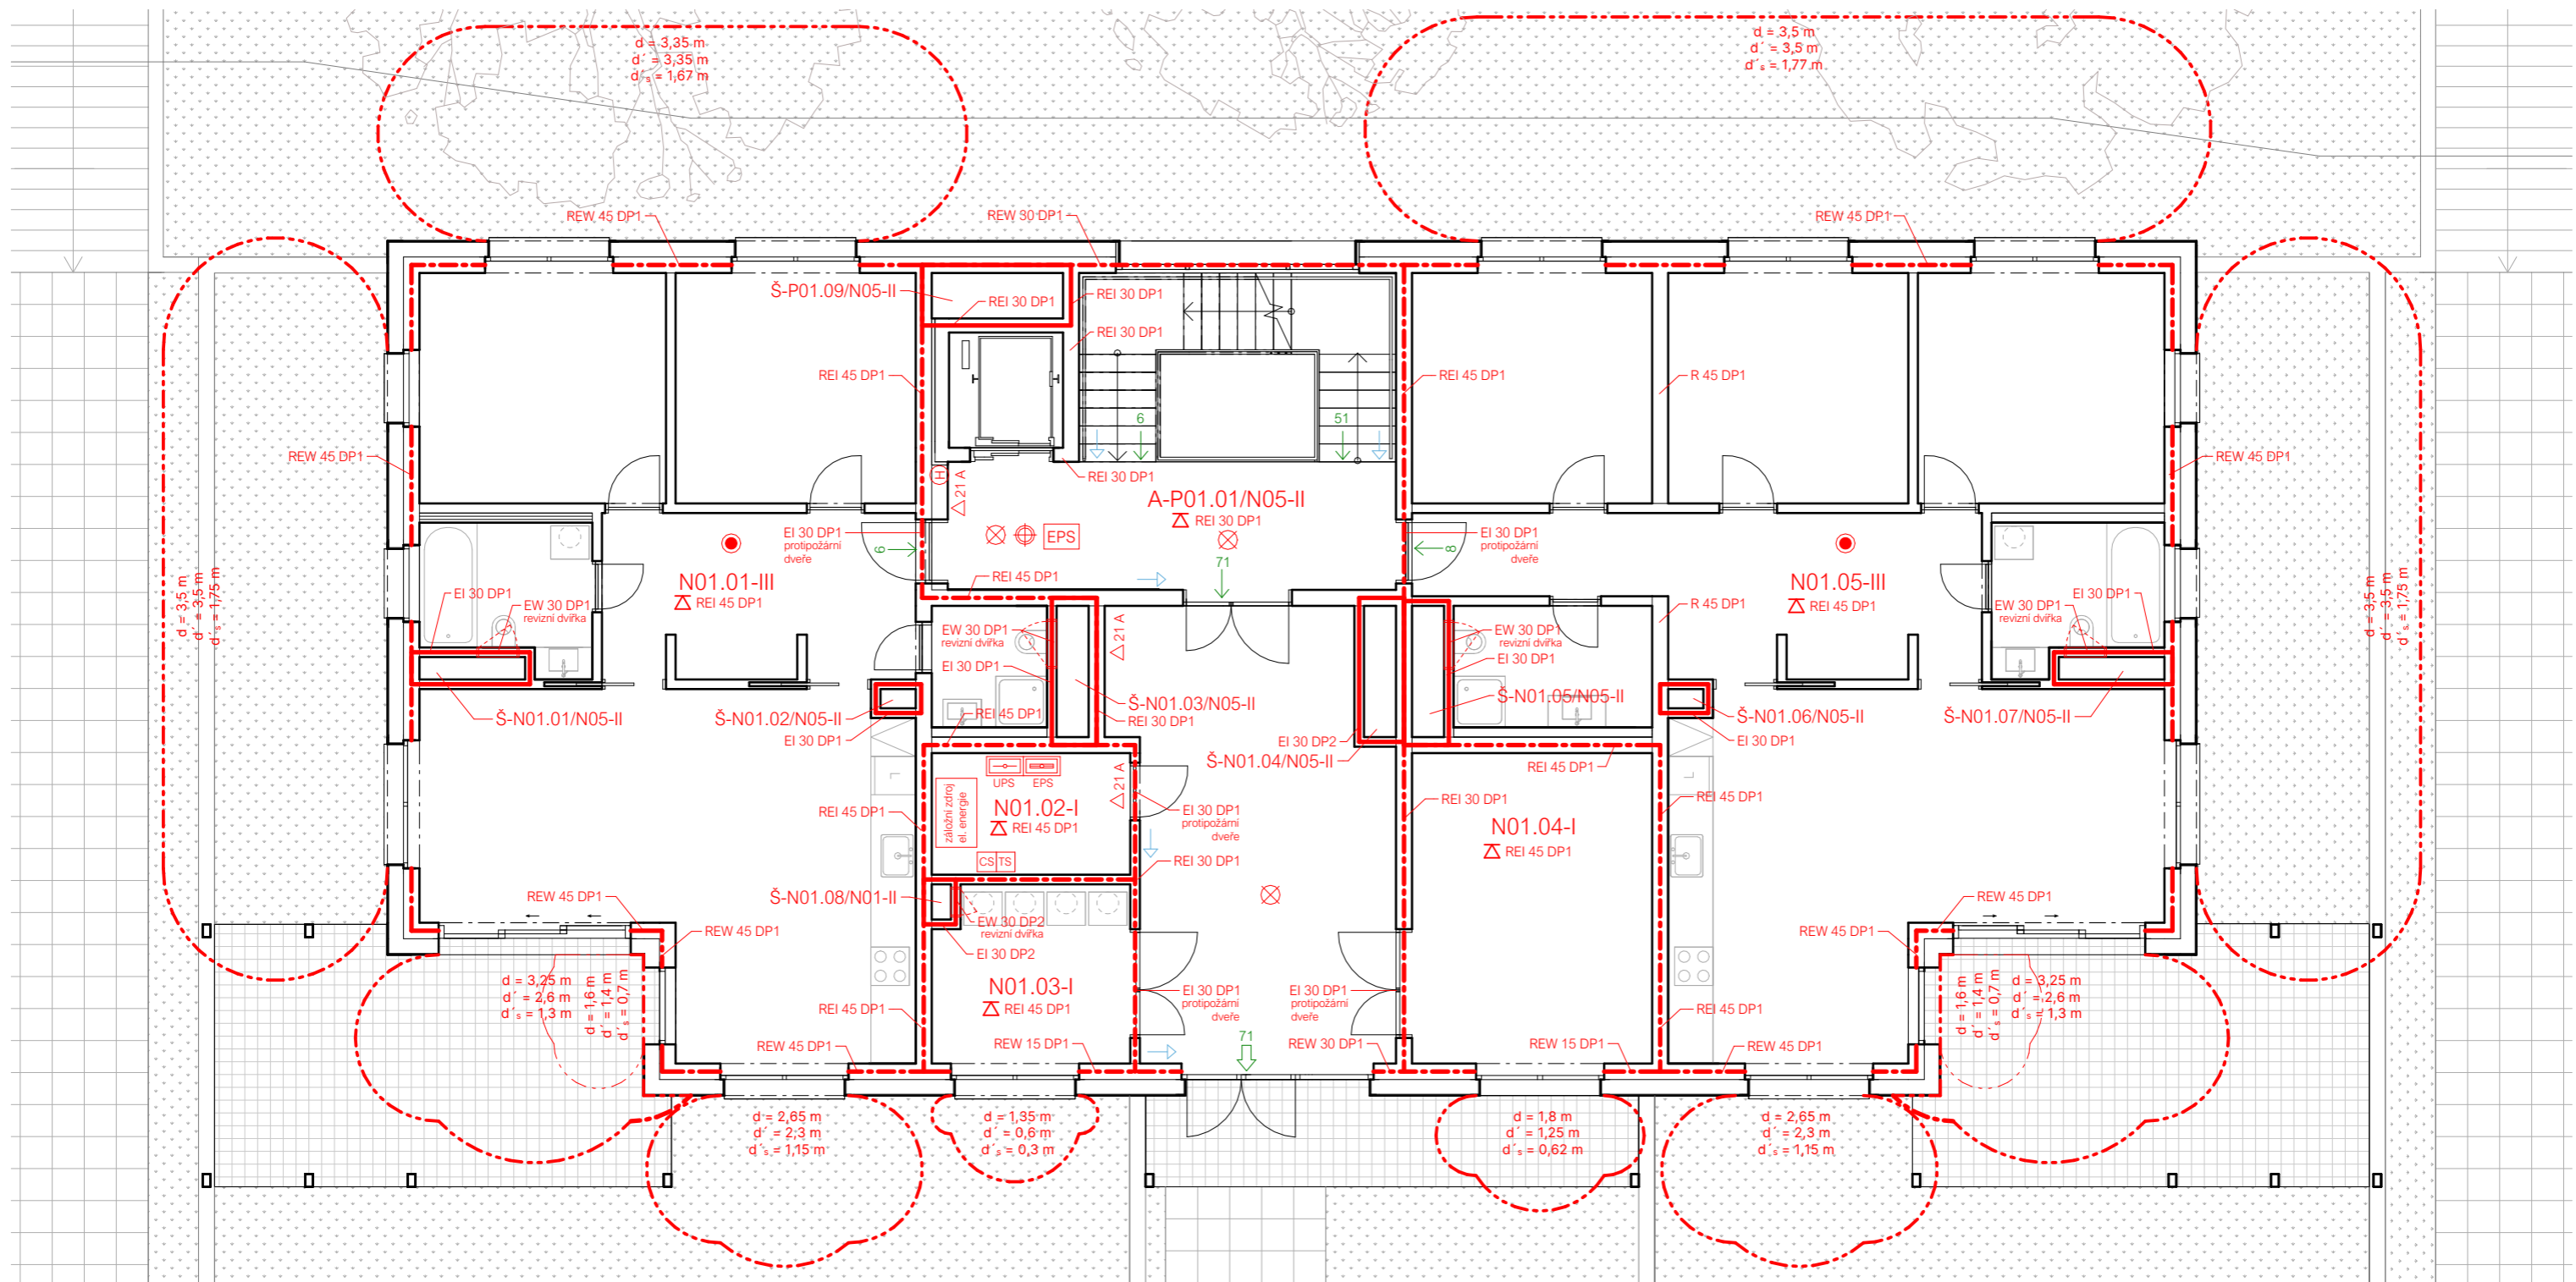 d = 3,35 m
d´ = 3,35 m
d´s = 1,67 m
d = 3,5 m
d´ = 3,5 m
d´s = 1,77 m
REW 45 DP1
REW 30 DP1
REW 45 DP1
Š-P01.09/N05-II
REI 30 DP1
REI 30 DP1
REI 30 DP1
REI 45 DP1
REI 45 DP1
R 45 DP1
6
51
REW 45 DP1
REW 45 DP1
H
21 A
REI 30 DP1
A-P01.01/N05-II
REI 30 DP1
EPS
EI 30 DP1
protipožární
dveře
6
8
EI 30 DP1
protipožární
dveře
71
REI 45 DP1
N01.01-III
REI 45 DP1
N01.05-III
REI 45 DP1
d = 3,5 m
d´ = 3,5 m
d´s = 1,75 m
d = 3,5 m
d´ = 3,5 m
d´s = 1,75 m
EI 30 DP1
EW 30 DP1
revizní dvířka
EW 30 DP1
revizní dvířka
EI 30 DP1
21 A
EW 30 DP1
revizní dvířka
EI 30 DP1
R 45 DP1
EI 30 DP1
EW 30 DP1
revizní dvířka
Š-N01.01/N05-II
Š-N01.02/N05-II
EI 30 DP1
REI 45 DP1
Š-N01.03/N05-II
REI 30 DP1
EI 30 DP2
Š-N01.04/N05-II
Š-N01.05/N05-II
Š-N01.06/N05-II
EI 30 DP1
Š-N01.07/N05-II
REI 45 DP1
UPS
EPS
záložní zdroj
el. energie
N01.02-I
REI 45 DP1
CS
TS
21 A
REI 45 DP1
EI 30 DP1
protipožární
dveře
REI 30 DP1
REI 30 DP1
N01.04-I
REI 45 DP1
REI 45 DP1
Š-N01.08/N01-II
EW 30 DP2
revizní dvířka
EI 30 DP2
REW 45 DP1
REW 45 DP1
REW 45 DP1
REW 45 DP1
N01.03-I
REI 45 DP1
REI 45 DP1
EI 30 DP1
protipožární
dveře
EI 30 DP1
protipožární
dveře
REI 45 DP1
d = 3,25 m
d´ = 2,6 m
d´s = 1,3 m
d = 1,6 m
d´ = 1,4 m
d´s = 0,7 m
d = 1,6 m
d´ = 1,4 m
d´s = 0,7 m
d = 3,25 m
d´ = 2,6 m
d´s = 1,3 m
REW 45 DP1
REW 15 DP1
71
REW 30 DP1
REW 15 DP1
REW 45 DP1
d = 2,65 m
d´ = 2,3 m
d´s = 1,15 m
d = 1,35 m
d´ = 0,6 m
d´s = 0,3 m
d = 1,8 m
d´ = 1,25 m
d´s = 0,62 m
d = 2,65 m
d´ = 2,3 m
d´s = 1,15 m